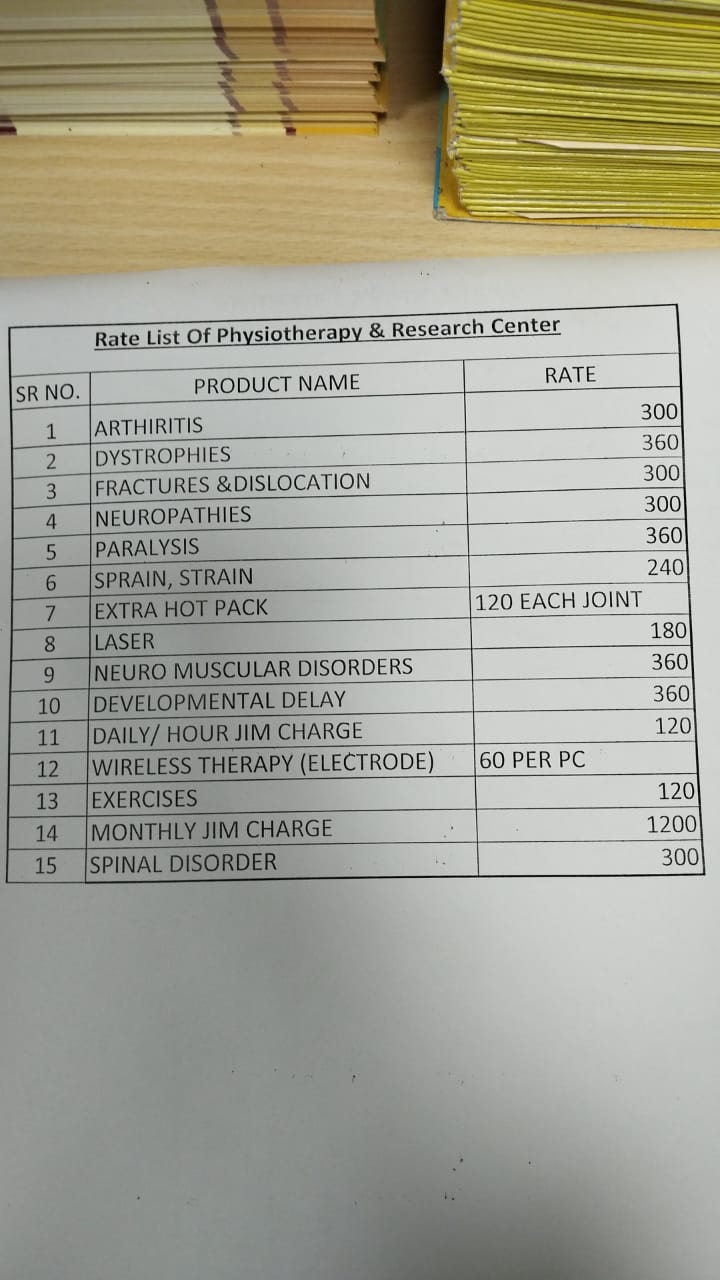 Rate List Of Physiotherapy & Research Center
SR NO. PRODUCT NAME RATE
1 ARTHIRITIS 300
2 DYSTROPHIES 360
3 FRACTURES &DISLOCATION 300
4 NEUROPATHIES 300
5 PARALYSIS 360
6 SPRAIN, STRAIN 240
7 EXTRA HOT PACK 120 EACH JOINT
8 LASER 180
9 NEURO MUSCULAR DISORDERS 360
10 DEVELOPMENTAL DELAY 360
11 DAILY/ HOUR JIM CHARGE 120
12 WIRELESS THERAPY (ELECTRODE) 60 PER PC
13 EXERCISES 120
14 MONTHLY JIM CHARGE 1200
15 SPINAL DISORDER 300